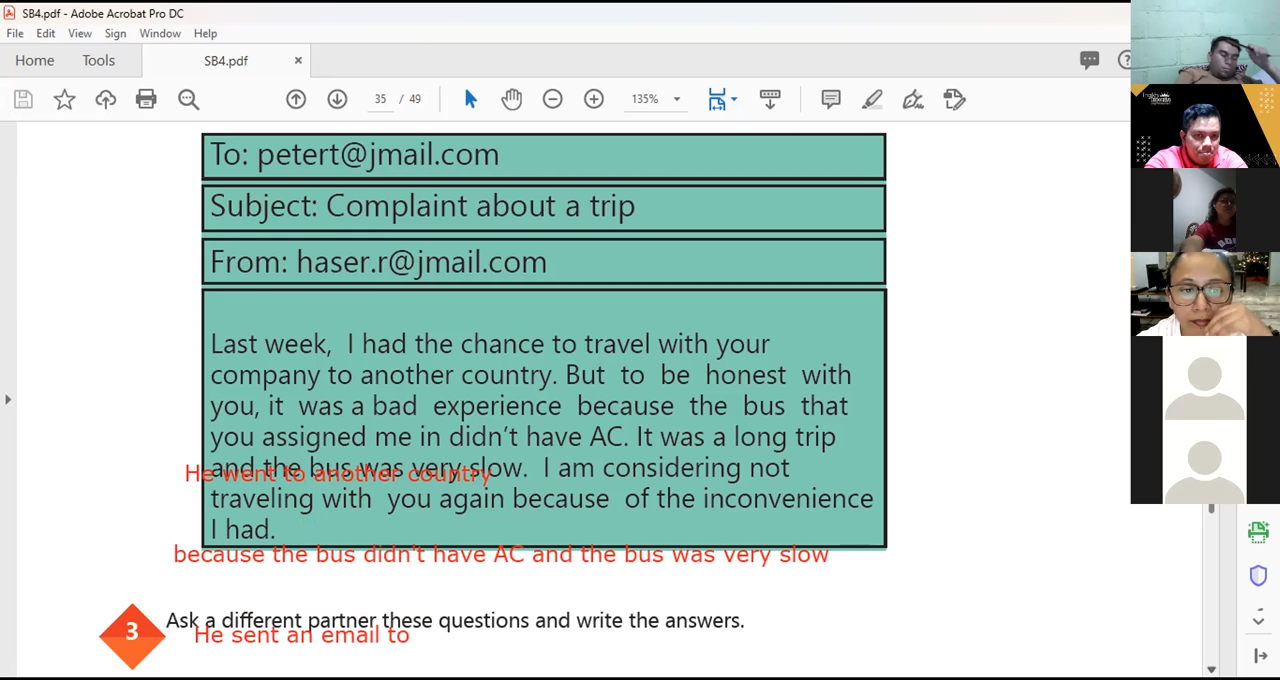 SB4.pdf - Adobe Acrobat Pro DC
File Edit View Sign Window Help
Home Tools SB4.pdf ×
35 / 49 135%
To: petert@jmail.com
Subject: Complaint about a trip
From: haser.r@jmail.com
Last week, I had the chance to travel with your
company to another country. But to be honest with
you, it was a bad experience because the bus that
you assigned me in didn't have AC. It was a long trip
and the bus was very slow. I am considering not
He went to another country
traveling with you again because of the inconvenience
I had.
because the bus didn't have AC and the bus was very slow
3 Ask a different partner these questions and write the answers.
He sent an email to